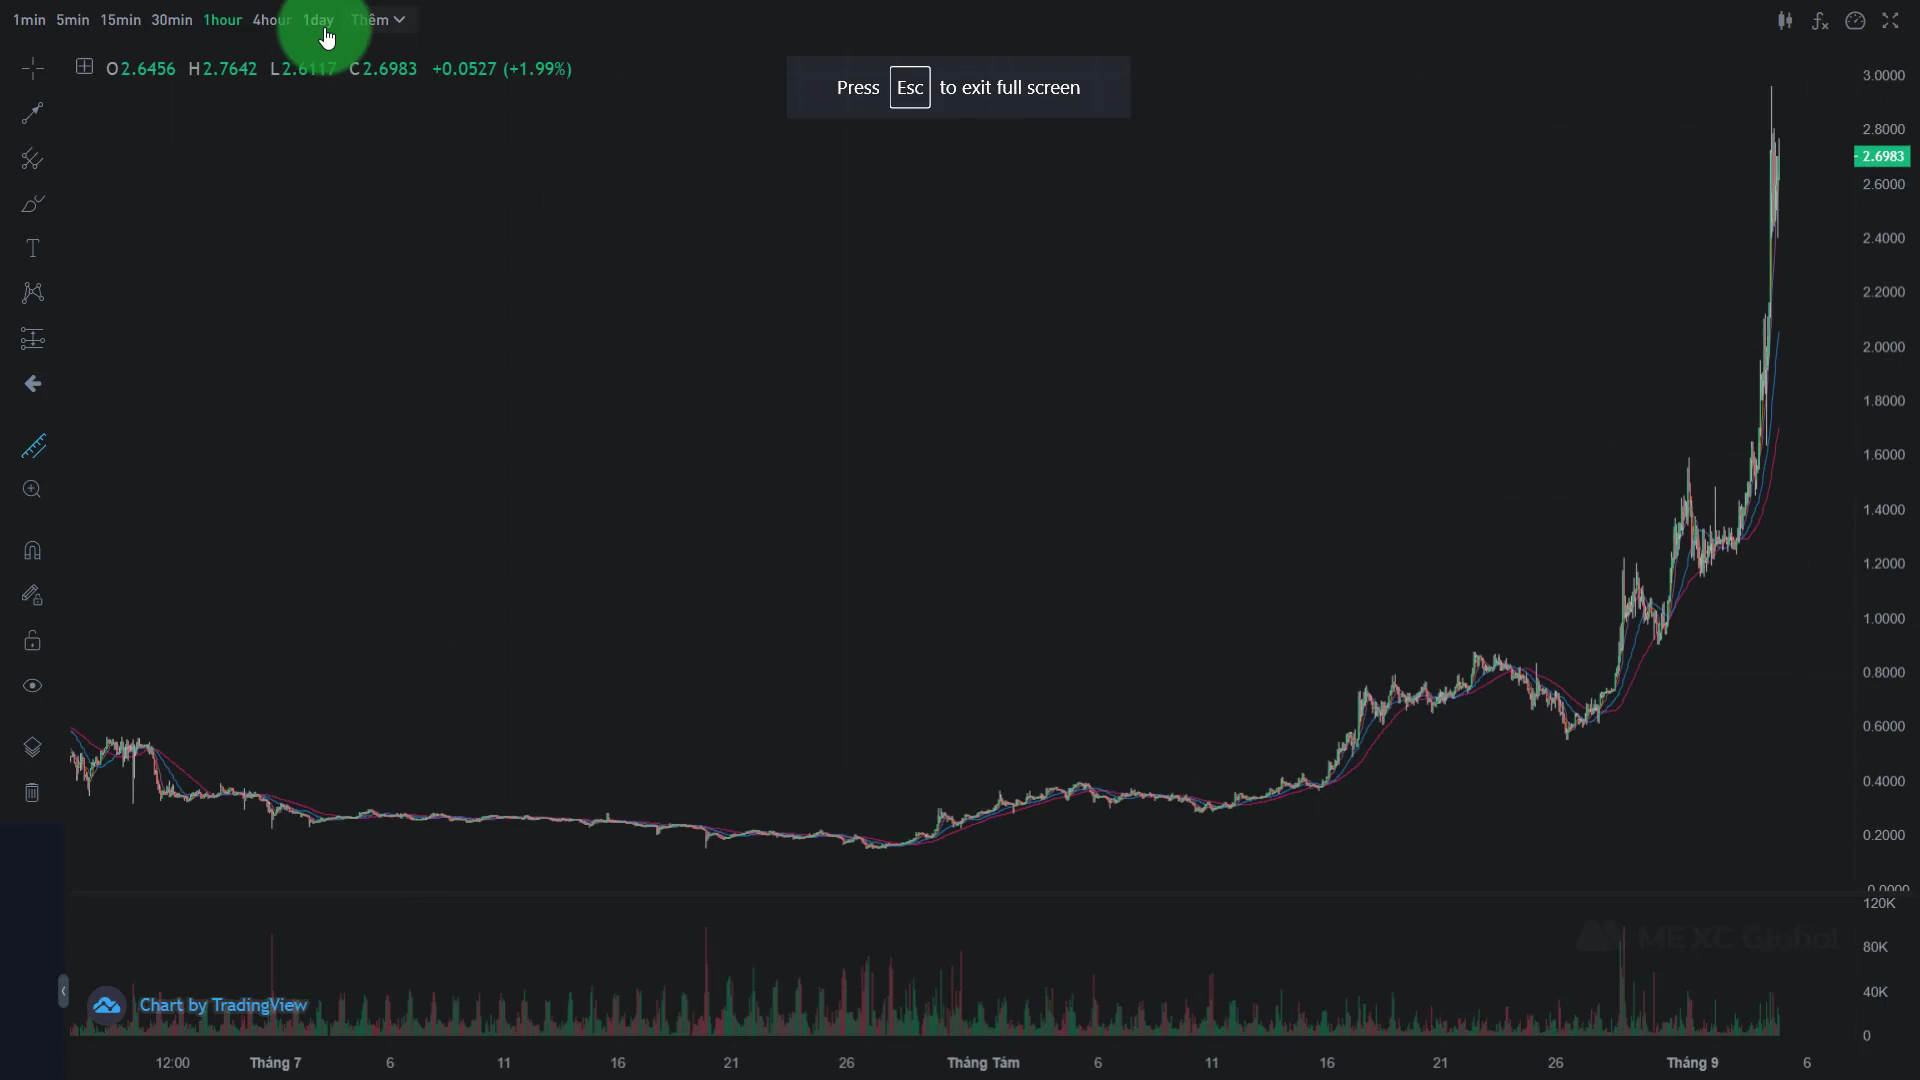 1min 5min 15min 30min 1hour 4hour 1day Thêm
O2.6456 H2.7642 L2.6117 C2.6983 +0.0527 (+1.99%)
Press Esc to exit full screen
3.0000
2.8000
2.6983
2.6000
2.4000
2.2000
2.0000
1.8000
1.6000
1.4000
1.2000
1.0000
0.8000
0.6000
0.4000
0.2000
0.0000
120K
MEXC Global
80K
40K
Chart by TradingView
0
12:00 Tháng 7 6 11 16 21 26 Tháng Tám 6 11 16 21 26 Tháng 9 6